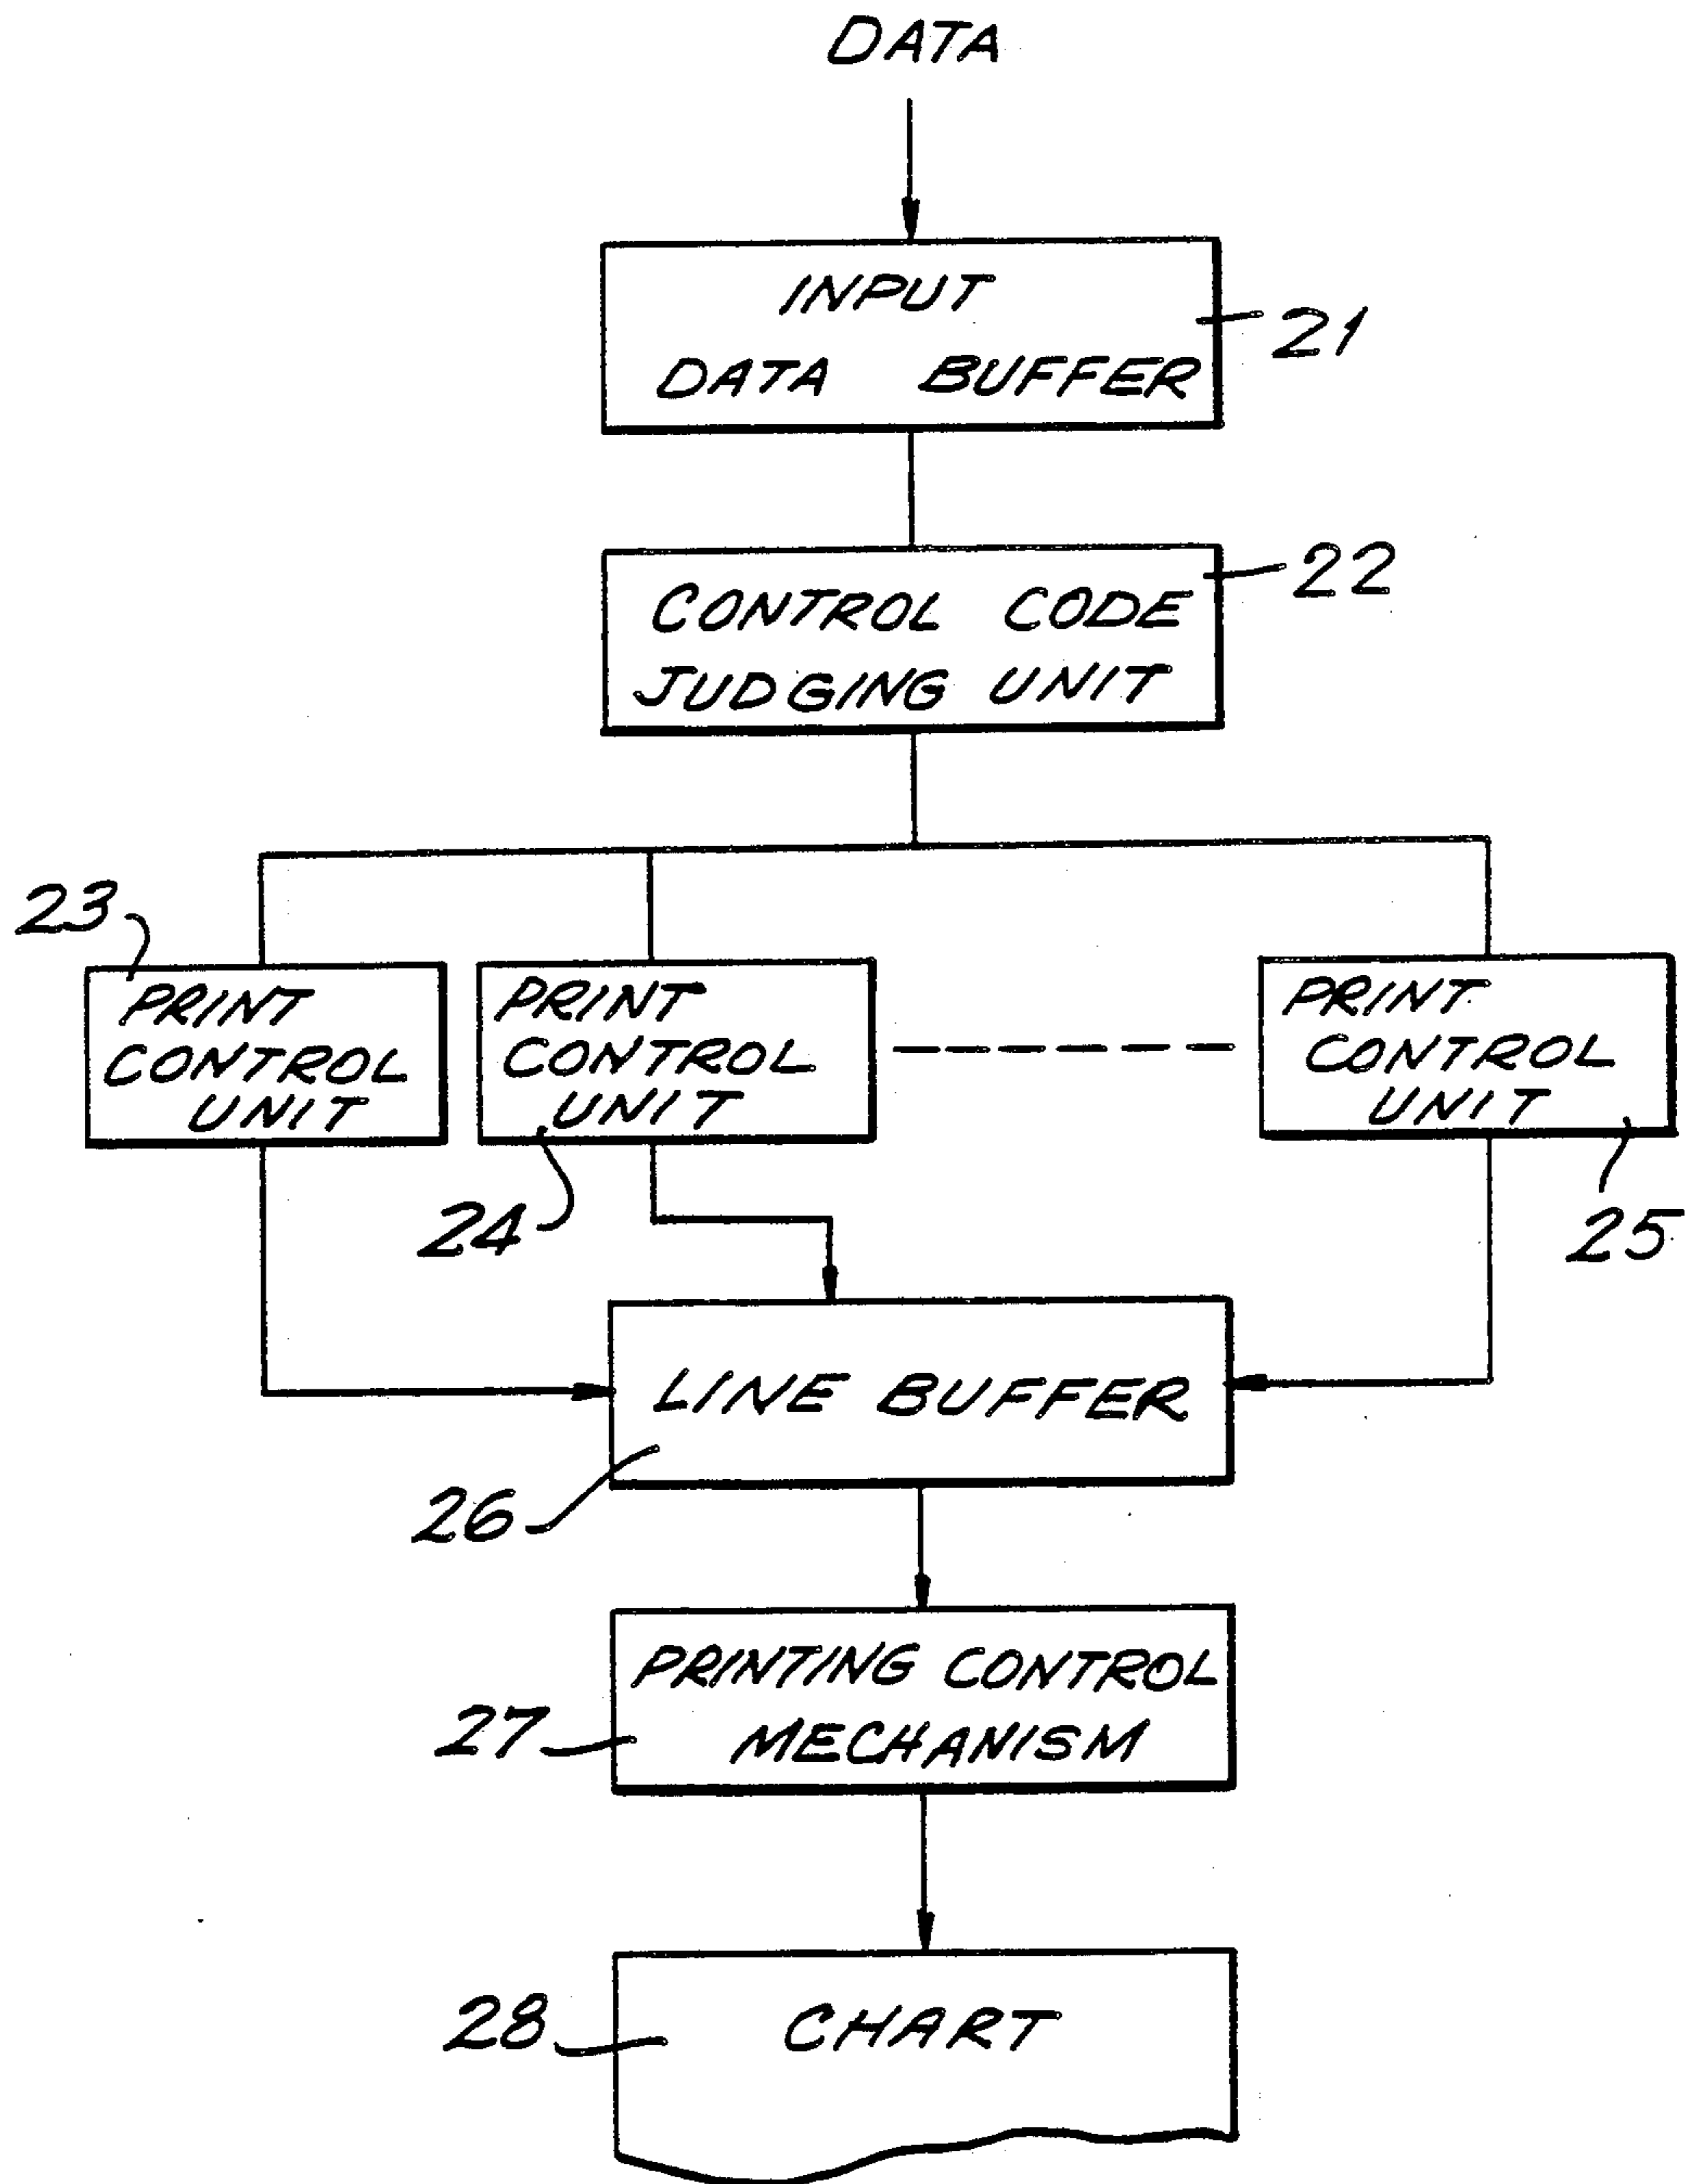 DATA
INPUT
DATA BUFFER
21
CONTROL CODE
JUDGING UNIT
22
23
PRINT
CONTROL
UNIT
PRINT
CONTROL
UNIT
24
PRINT
CONTROL
UNIT
25
LINE BUFFER
26
PRINTING CONTROL
MECHANISM
27
CHART
28